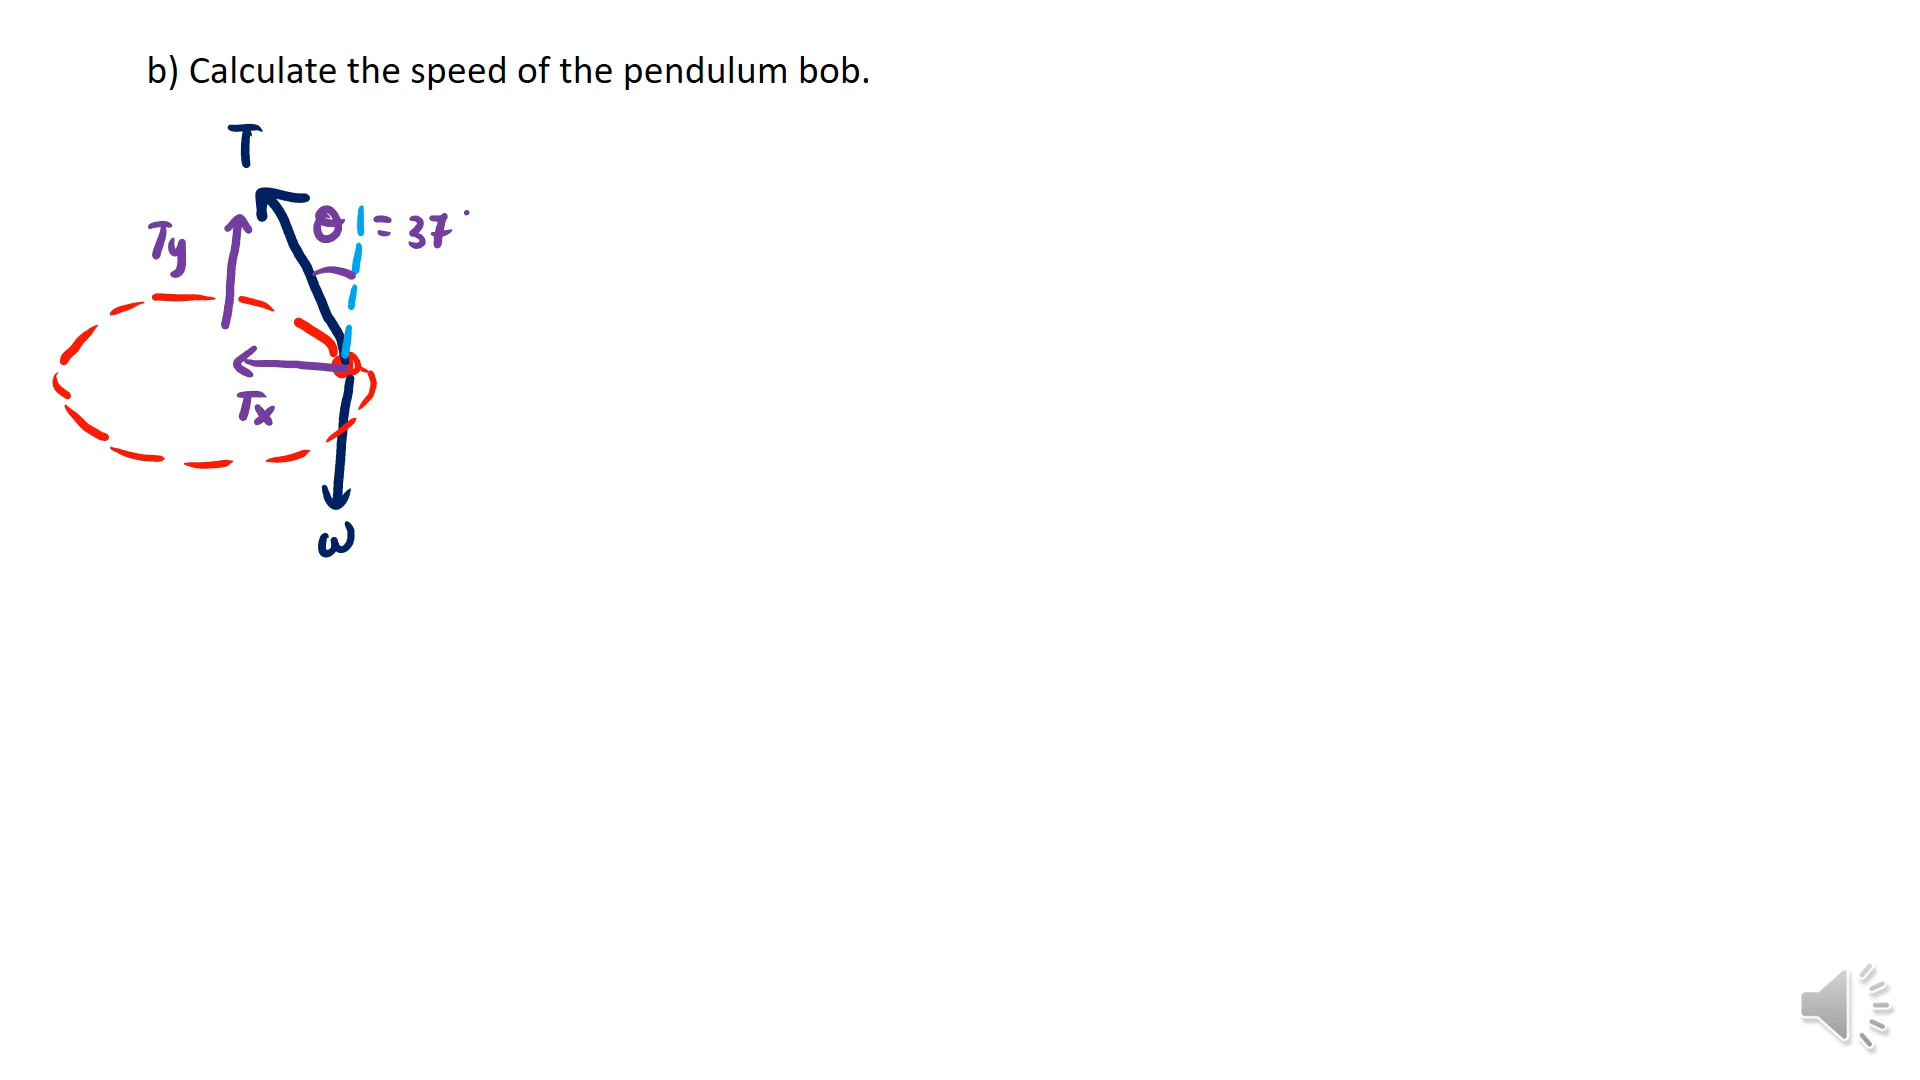 b) Calculate the speed of the pendulum bob.
T
Ty
θ = 37°
Tx
ω